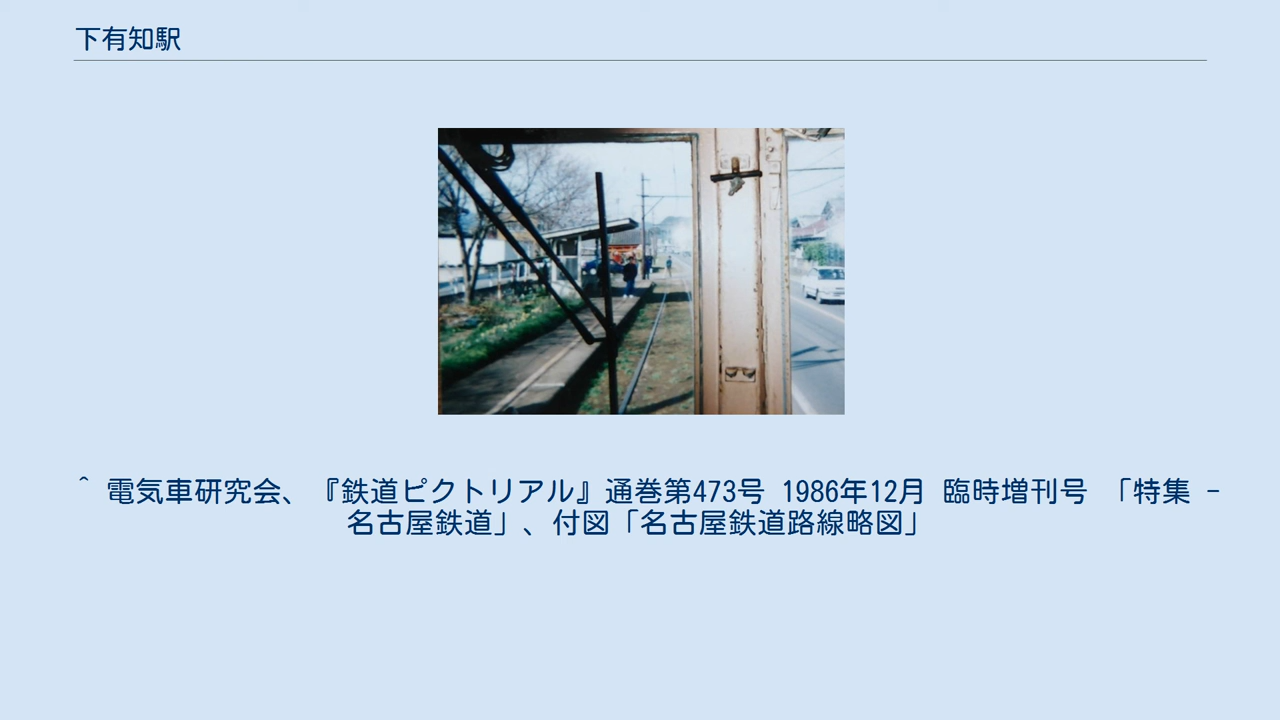 下有知駅
^ 電気車研究会、『鉄道ピクトリアル』通巻第473号 1986年12月 臨時増刊号 「特集 -
名古屋鉄道」、付図「名古屋鉄道路線略図」